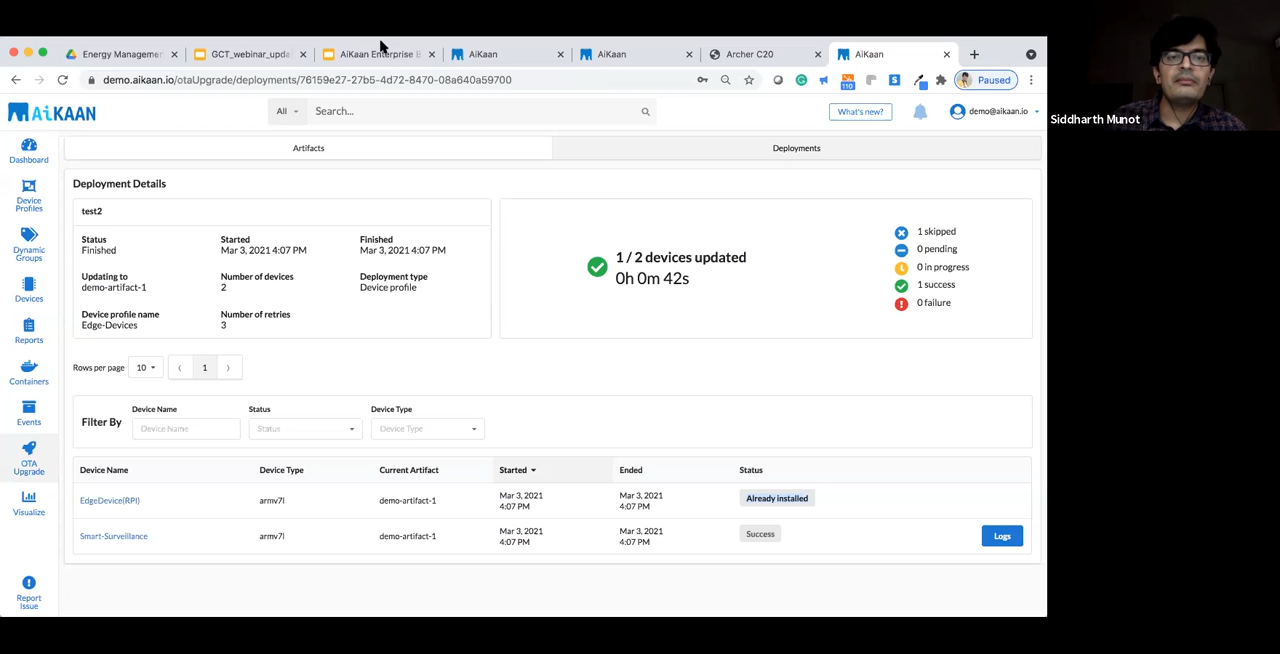 Energy Managemen
GCT_webinar_upda
AiKaan Enterprise B
AiKaan
AiKaan
Archer C20
AiKaan
demo.aikaan.io/otaUpgrade/deployments/76159e27-27b5-4d72-8470-08a640a59700
110
S
Paused
AiKAAN
All
Search...
What's new?
demo@aikaan.io
Siddharth Munot
Dashboard
Device
Profiles
Dynamic
Groups
Devices
Reports
Containers
Events
OTA
Upgrade
Visualize
Report
Issue
Artifacts
Deployments
Deployment Details
test2
Status
Finished
Started
Mar 3, 2021 4:07 PM
Finished
Mar 3, 2021 4:07 PM
Updating to
demo-artifact-1
Number of devices
2
Deployment type
Device profile
Device profile name
Edge-Devices
Number of retries
3
1 / 2 devices updated
0h 0m 42s
1 skipped
0 pending
0 in progress
1 success
0 failure
Rows per page
10
1
Filter By
Device Name
Device Name
Status
Status
Device Type
Device Type
Device Name Device Type Current Artifact Started Ended Status
EdgeDevice(RPI) armv7l demo-artifact-1 Mar 3, 2021 Mar 3, 2021 Already installed
4:07 PM 4:07 PM
Smart-Surveillance armv7l demo-artifact-1 Mar 3, 2021 Mar 3, 2021 Success Logs
4:07 PM 4:07 PM